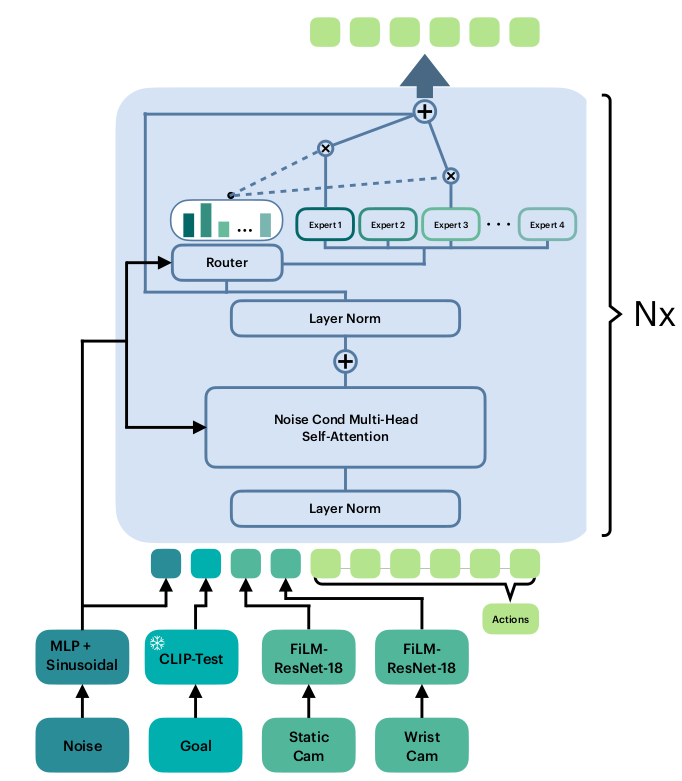 Expert 1
Expert 2
Expert 3
...
Expert 4
...
Router
Layer Norm
Nx
Noise Cond Multi-Head
Self-Attention
Layer Norm
Actions
MLP +
Sinusoidal
CLIP-Test
FiLM-
ResNet-18
FiLM-
ResNet-18
Noise
Goal
Static
Cam
Wrist
Cam